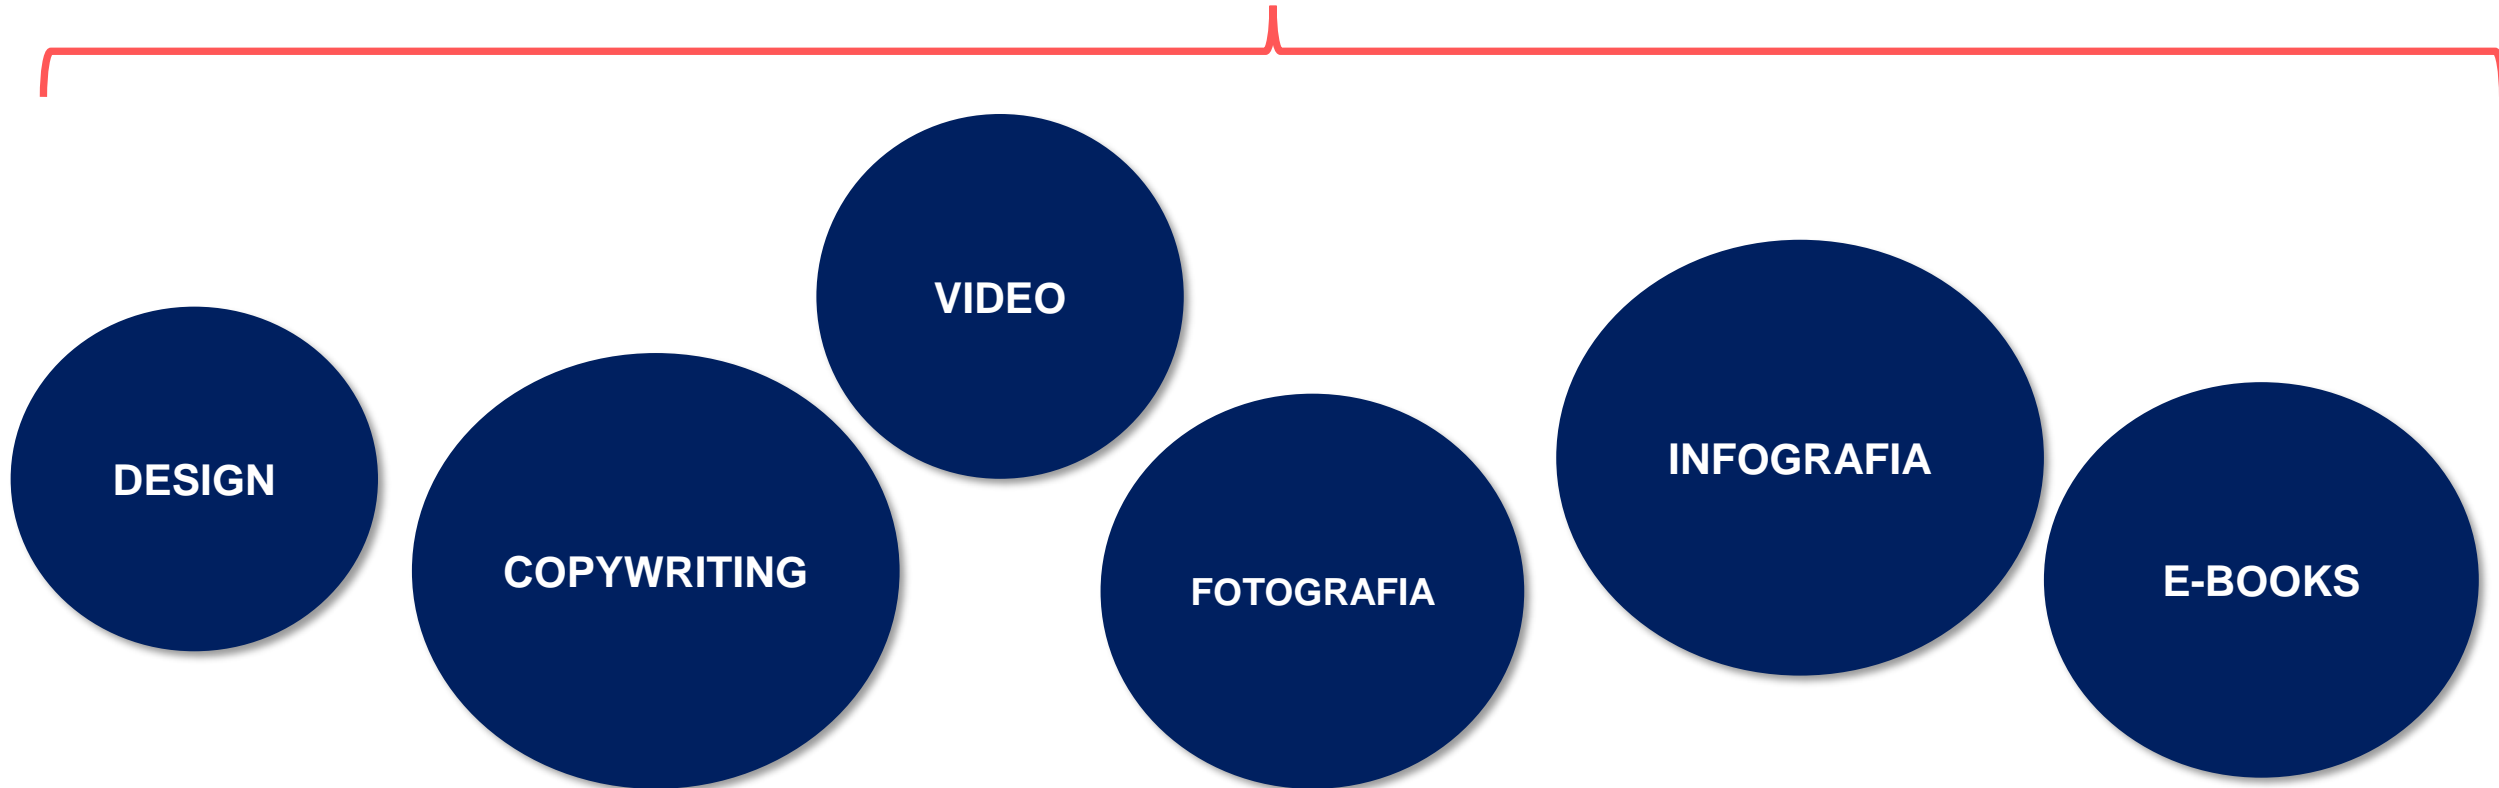 DESIGN
COPYWRITING
VIDEO
FOTOGRAFIA
INFOGRAFIA
E-BOOKS